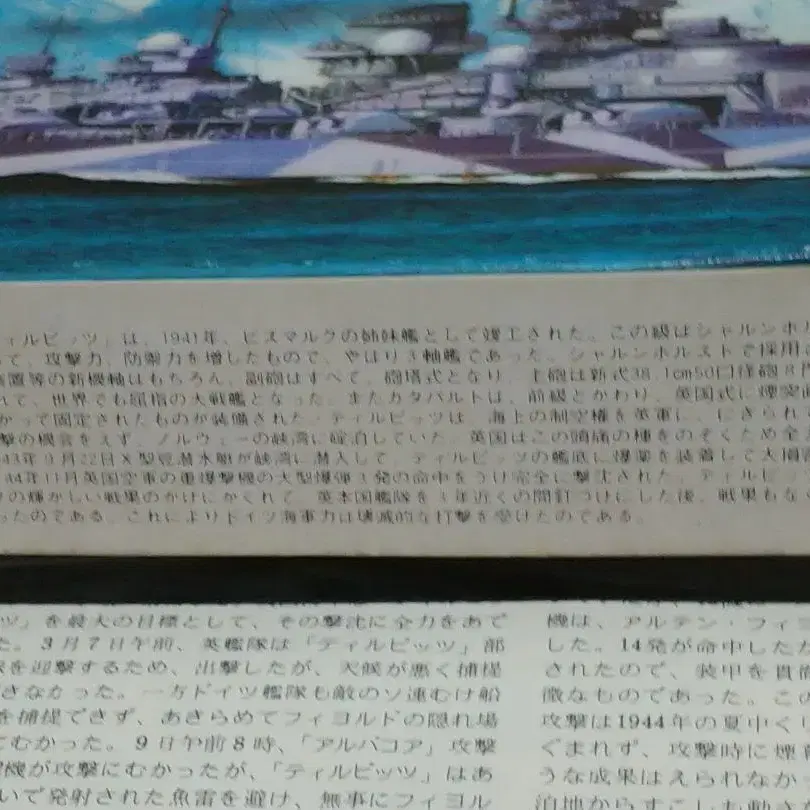 ィルピッツ」は、1941年、ビスマルクの姉妹艦として竣工された。この級はシャルンホル
て、攻撃力、防禦力を増したもので、やはり3軸艦であった。シャルンホルストで採用
装置等の新機軸はもちろん、副砲はすべて、砲塔式となり、主砲は新式38.1cm50口径砲8門
れて、世界でも屈指の大戦艦となった。またカタパルトは、前級とかわり、英国式に煙突
かって固定されたものが装備された。ティルピッツは、海上の制空権を英軍に、にぎられ
撃の機会をえず、ノルウェーの峡湾に碇泊していた。英国はこの頭痛の種をのぞくため全
43年9月22日X型豆潜水艇が峡湾に潜入して、ティルピッツの艦底に爆薬を装着して大損
44年11月英国空軍の重爆撃機の大型爆弾3発の命中をうけ完全に撃沈された。ティルピッ
の輝かしい戦果のかげにかくれて、英本国艦隊を3年近くの間釘づけにした後、戦果もな
ったのである。これによりドイツ海軍力は壊滅的な打撃を受けたのである。
ツ」を最大の目標として、その撃沈に全力をあで
た。3月7日午前、英艦隊は「ティルピッツ」部
を迎撃するため、出撃したが、天候が悪く捕捉
きなかった。一方ドイツ艦隊も敵のソ連むけ船
を捕捉できず、あきらめてフィヨルドの隠れ場
てむかった。9日午前8時、「アルバコア」攻撃
機が攻撃にむかったが、「ティルピッツ」はあ
いで発射された魚雷を避け、無事にフィヨル
機は、アルテン・フィ
した。14発が命中したが
されたので、装甲を貫徹
徴なものであった。こ
攻撃は1944年の夏中く
ぐまれず、攻撃時に煙
うな成果はえられなか
泊地からすこしも動